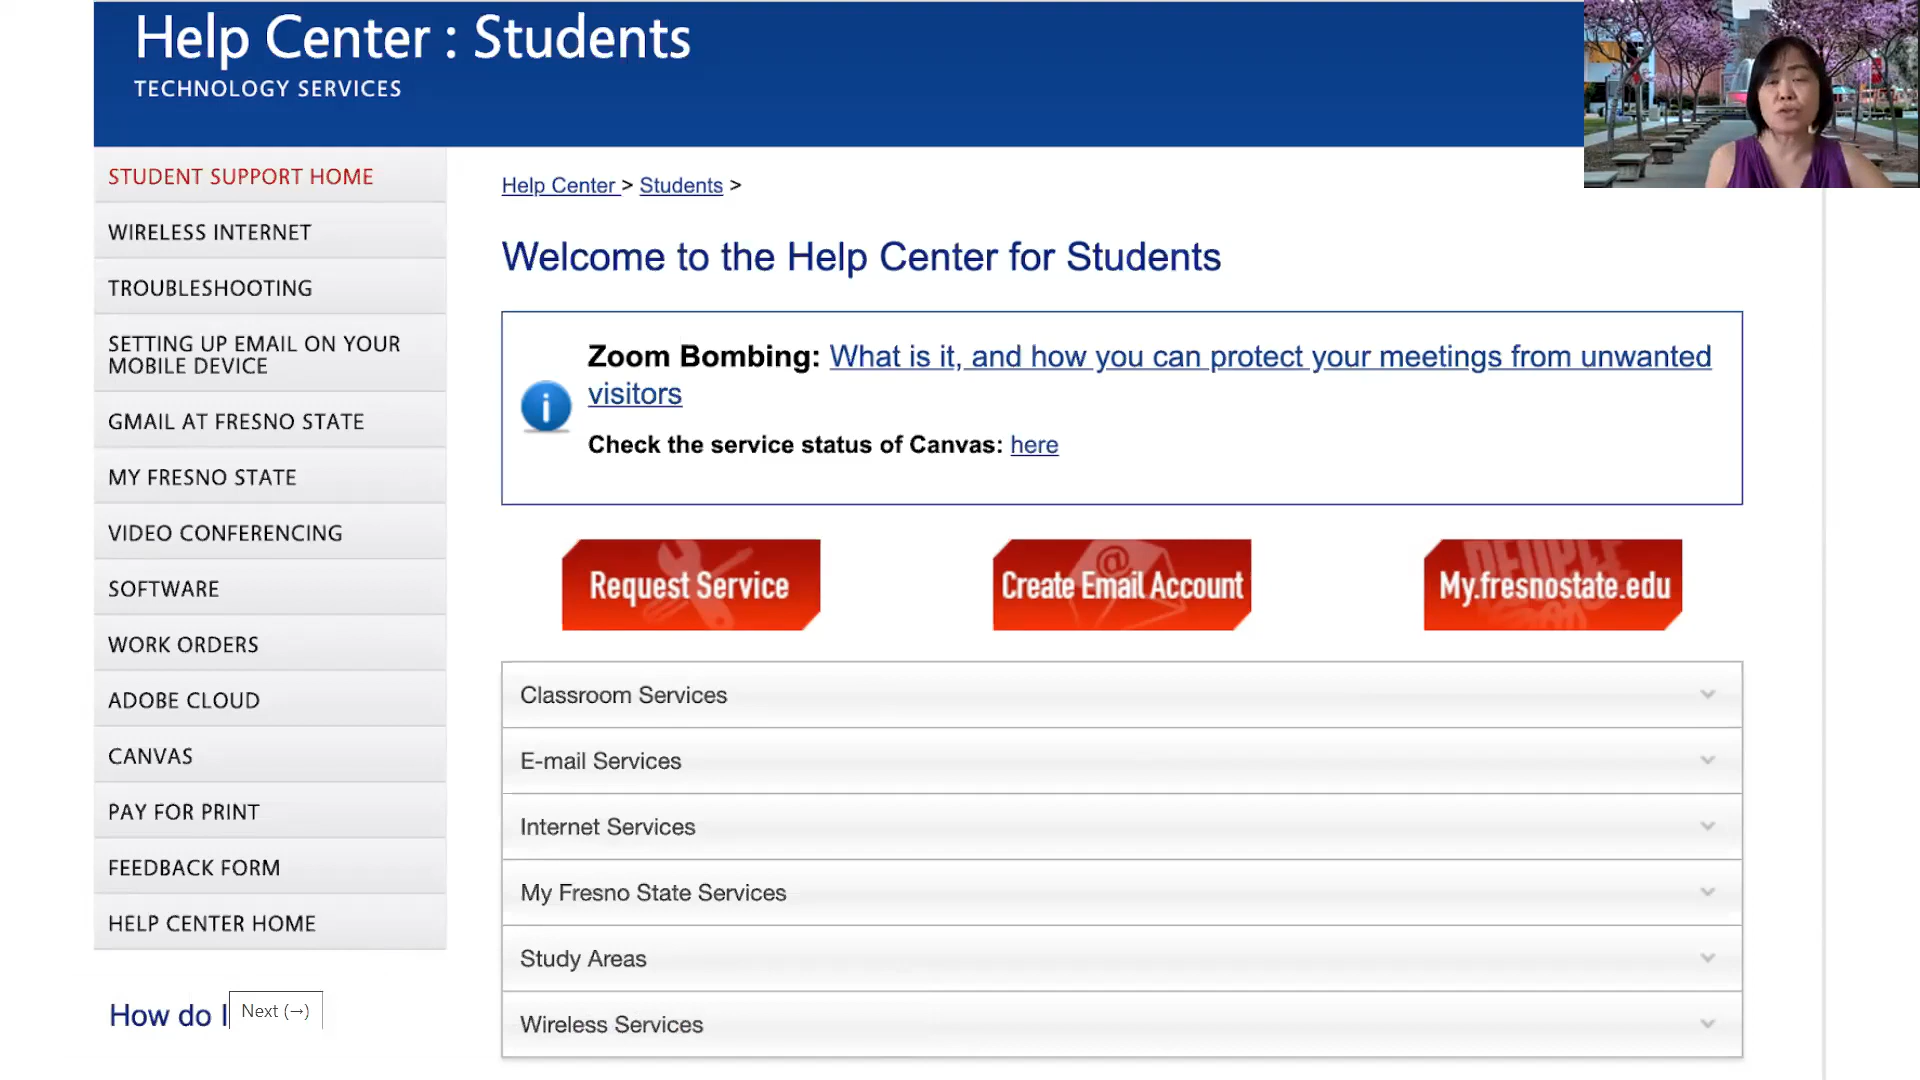 Help Center : Students
TECHNOLOGY SERVICES
STUDENT SUPPORT HOME
WIRELESS INTERNET
TROUBLESHOOTING
SETTING UP EMAIL ON YOUR
MOBILE DEVICE
GMAIL AT FRESNO STATE
MY FRESNO STATE
VIDEO CONFERENCING
SOFTWARE
WORK ORDERS
ADOBE CLOUD
CANVAS
PAY FOR PRINT
FEEDBACK FORM
HELP CENTER HOME
How do I
Next (→)
Help Center > Students >
Welcome to the Help Center for Students
Zoom Bombing: What is it, and how you can protect your meetings from unwanted
visitors
Check the service status of Canvas: here
Request Service
Create Email Account
My.fresnostate.edu
Classroom Services
E-mail Services
Internet Services
My Fresno State Services
Study Areas
Wireless Services